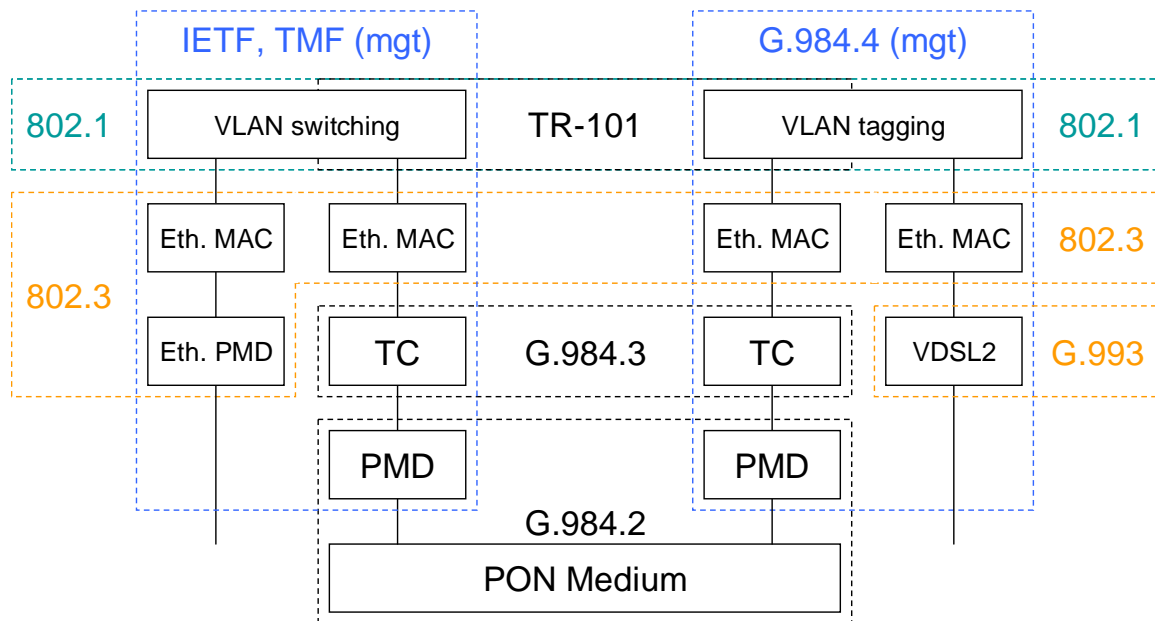 IETF, TMF (mgt)
G.984.4 (mgt)
802.1
VLAN switching
TR-101
VLAN tagging
802.1
Eth. MAC
Eth. MAC
Eth. MAC
Eth. MAC
802.3
802.3
Eth. PMD
TC
G.984.3
TC
VDSL2
G.993
PMD
PMD
G.984.2
PON Medium